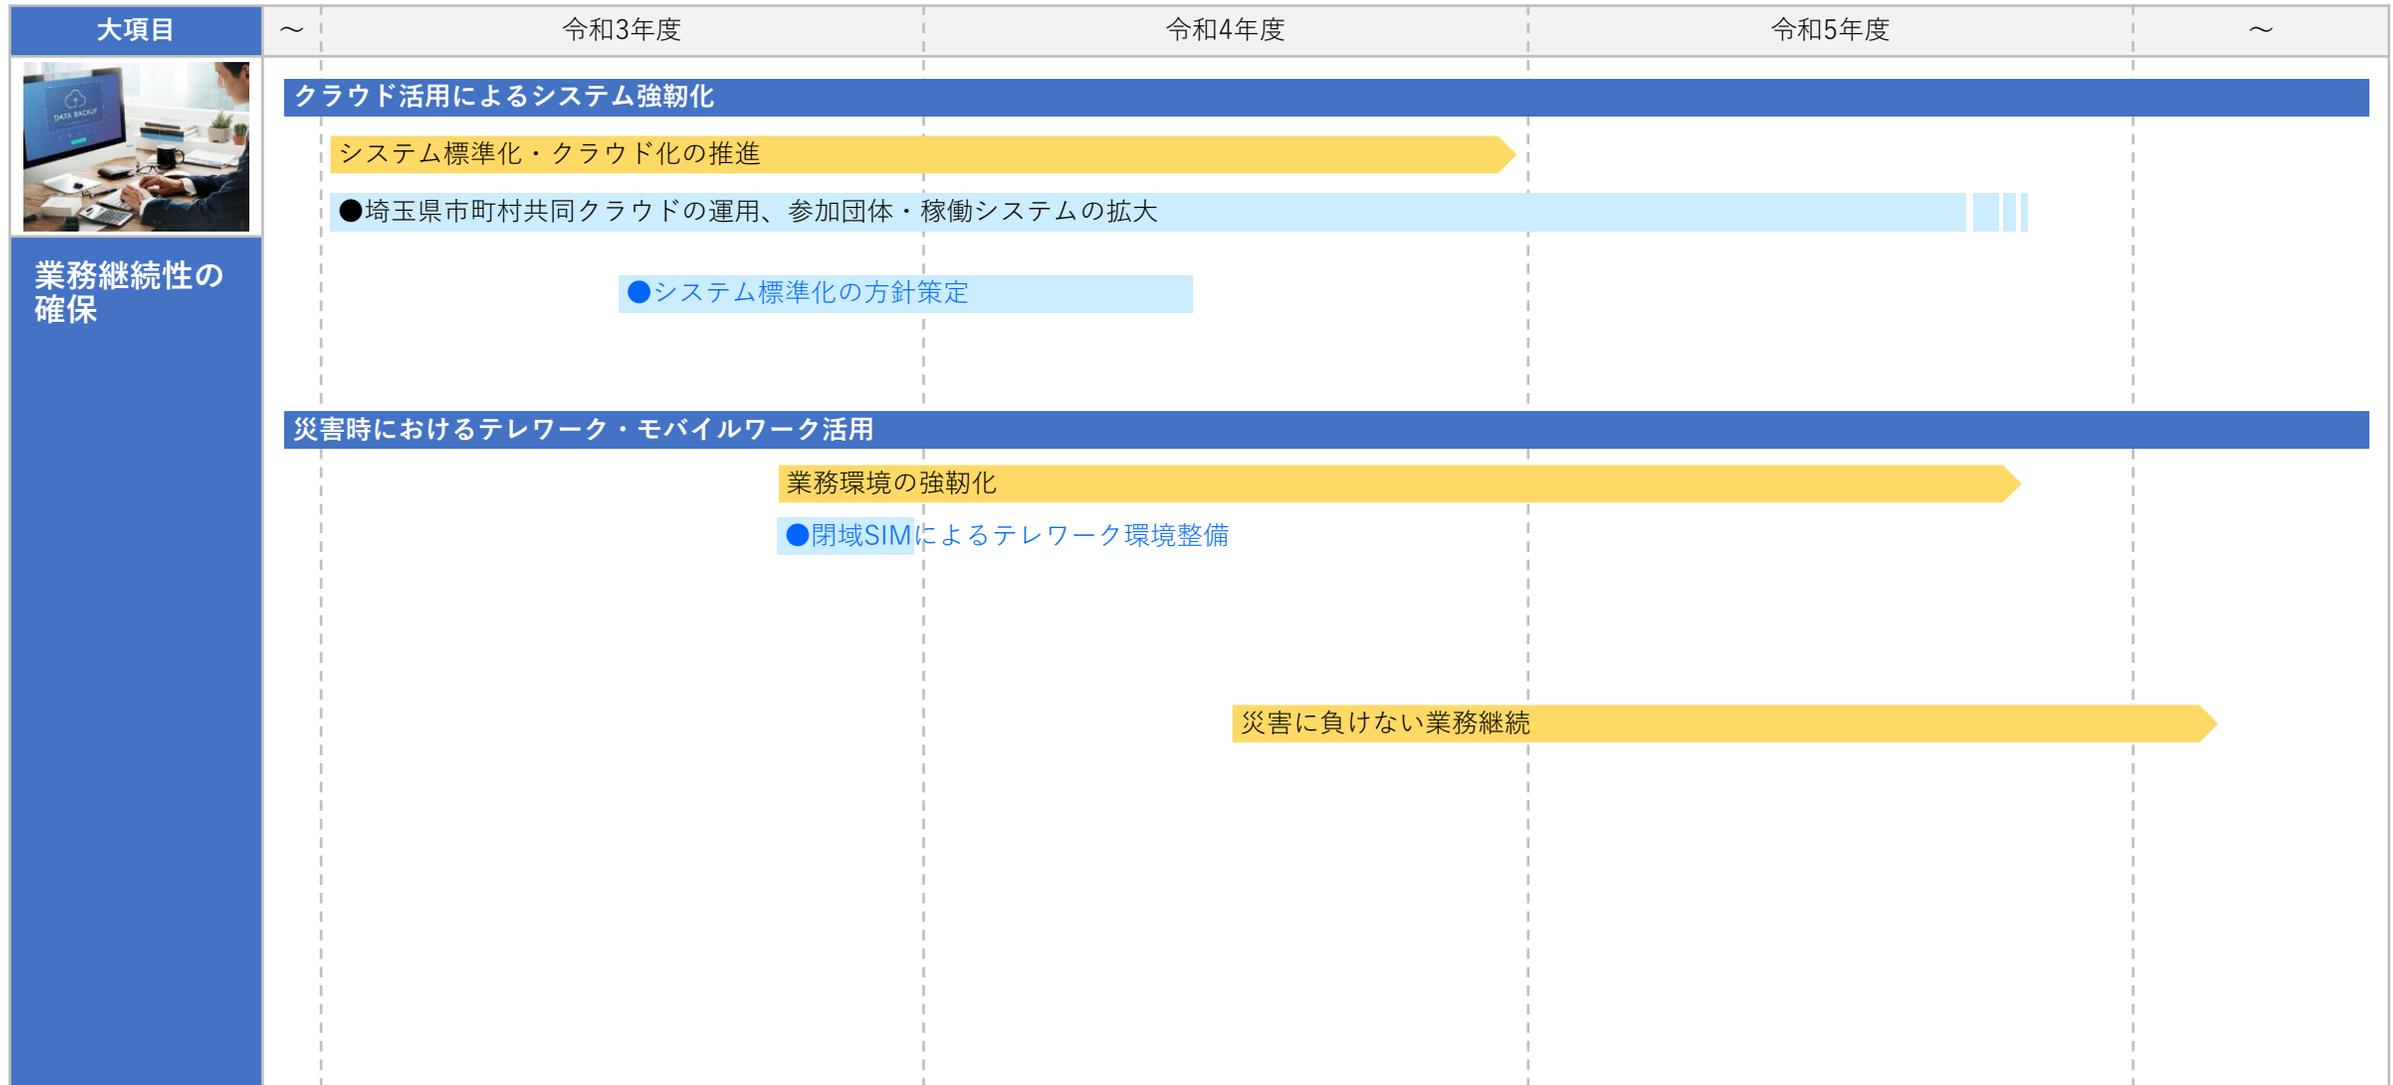 大項目
～
令和3年度
令和4年度
令和5年度
～
DATA BACKUP
業務継続性の
確保
クラウド活用によるシステム強靭化
システム標準化・クラウド化の推進
●埼玉県市町村共同クラウドの運用、参加団体・稼働システムの拡大
●システム標準化の方針策定
災害時におけるテレワーク・モバイルワーク活用
業務環境の強靭化
●閉域SIMによるテレワーク環境整備
災害に負けない業務継続